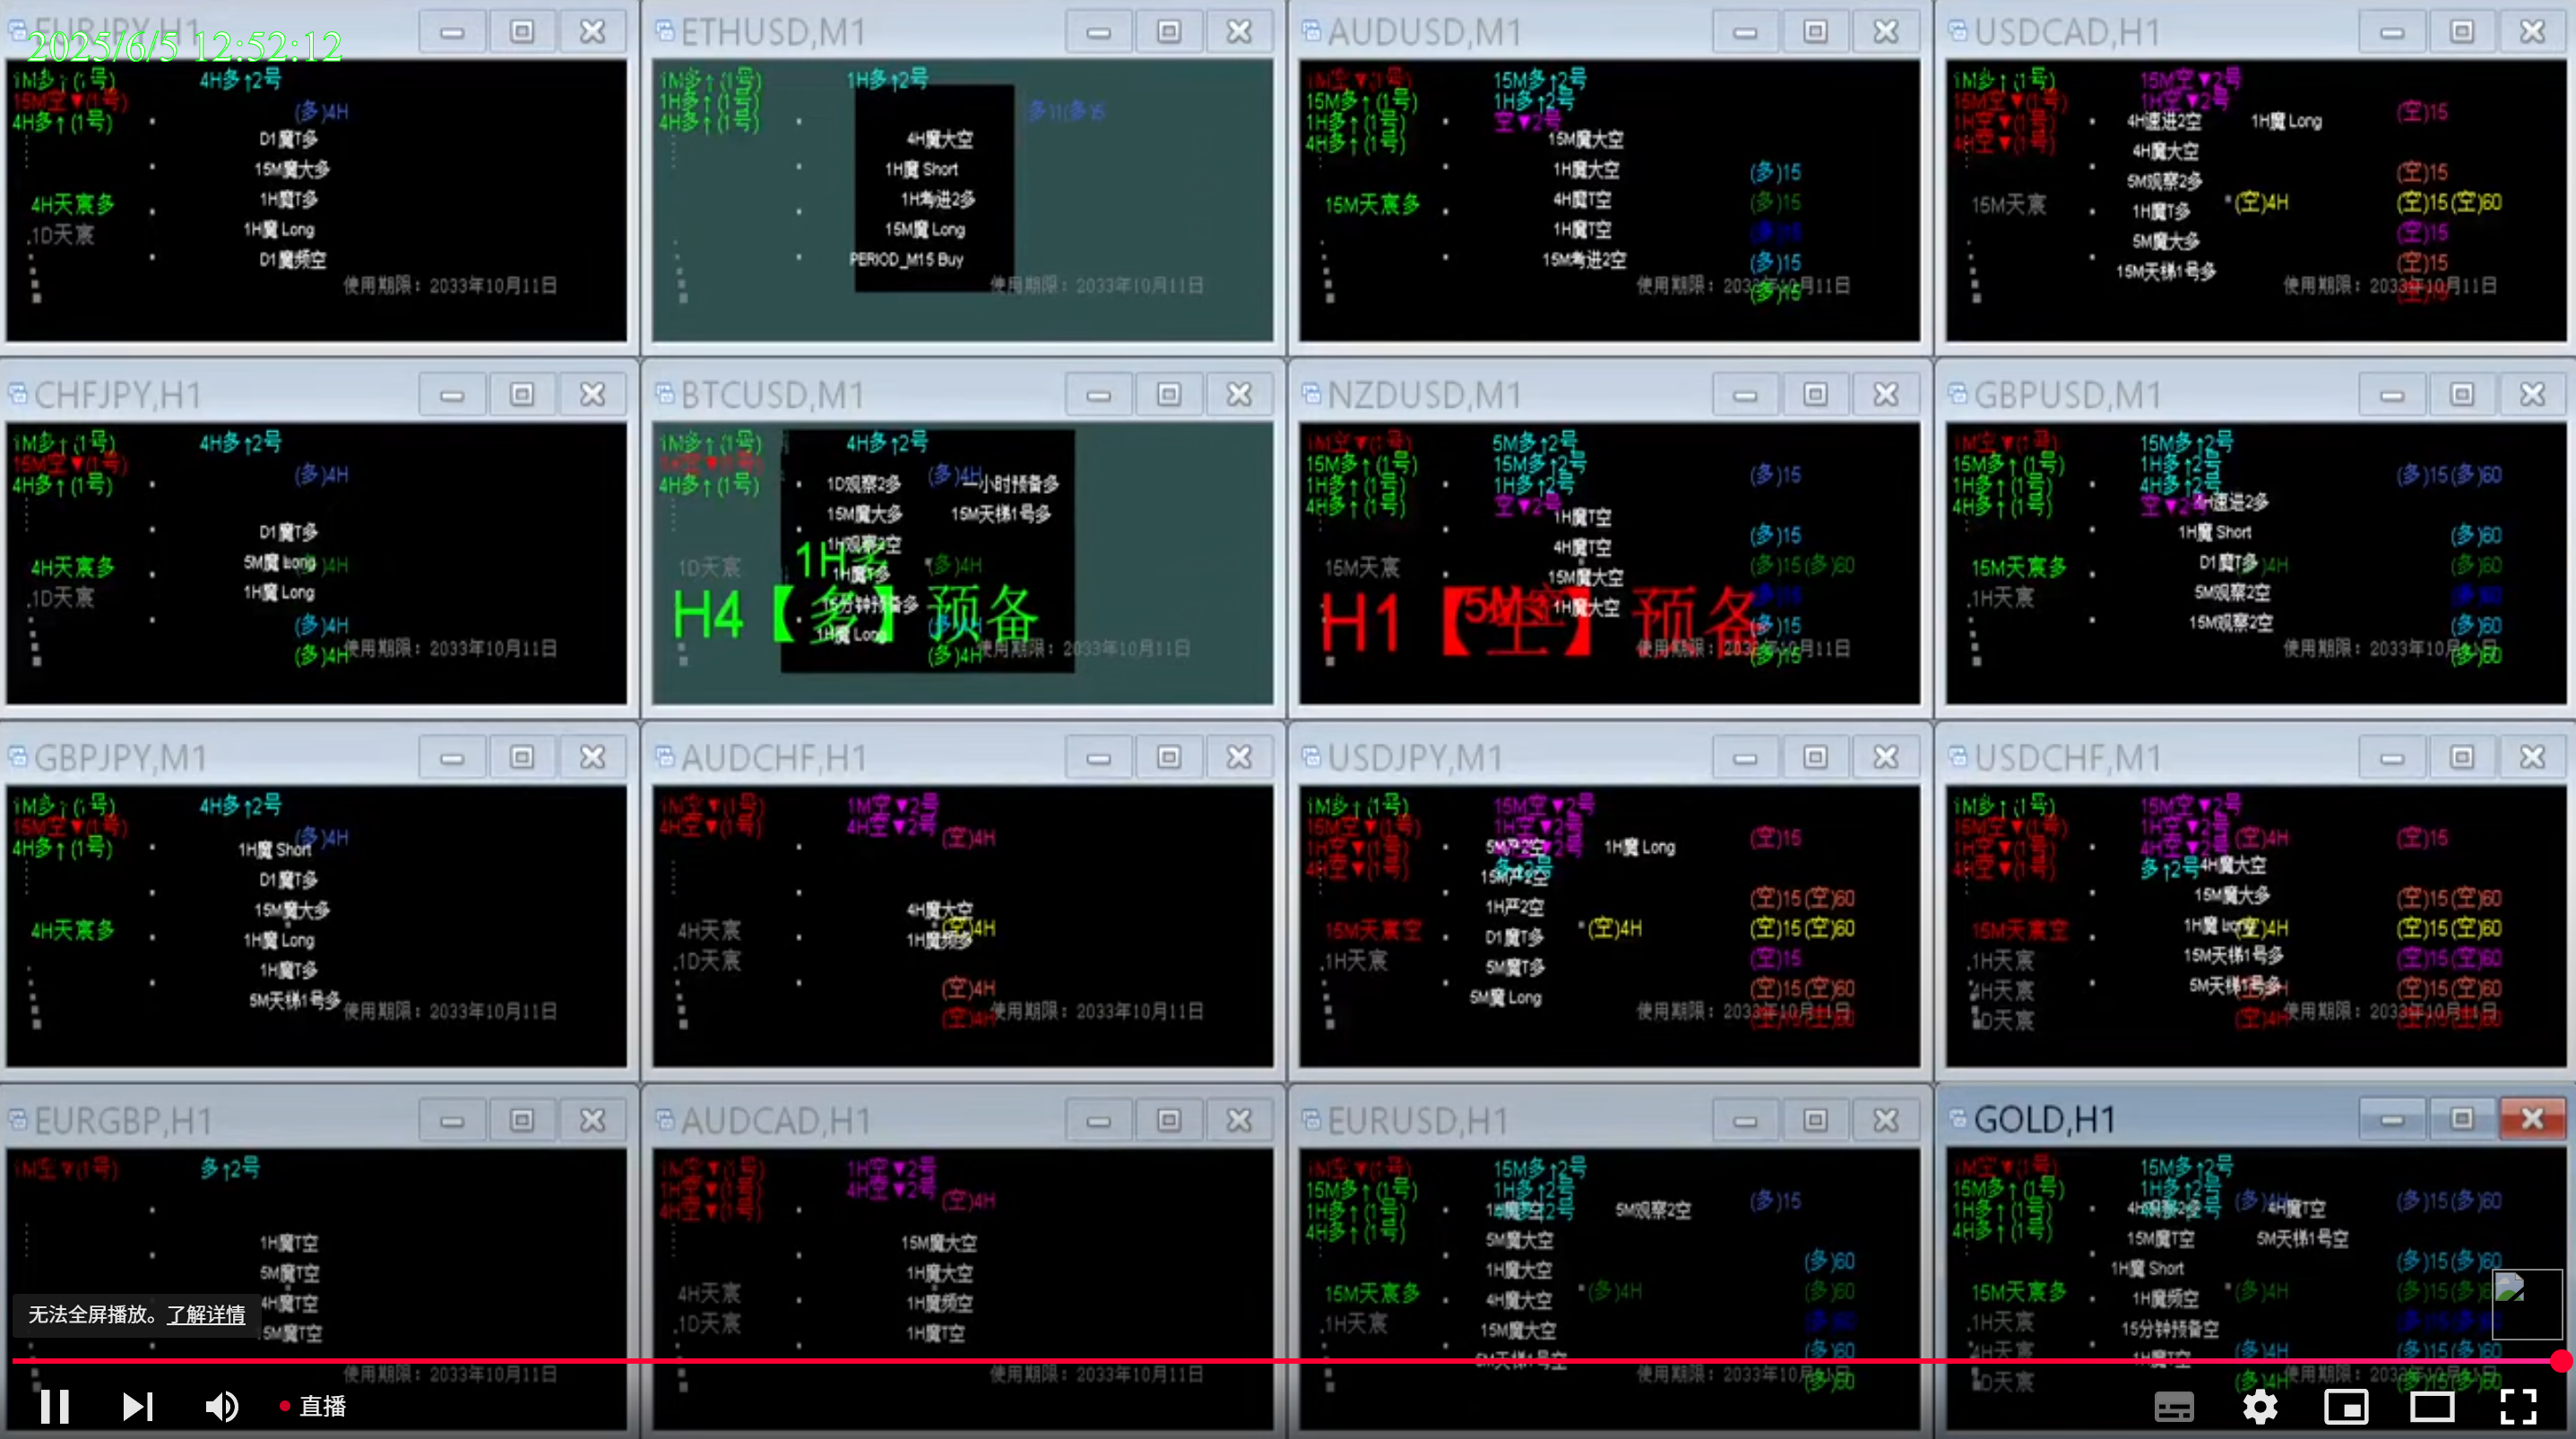 EURJPY,H1
2025/6/5 12:52:12
1M多↑(1号)
4H多↑2号
15M空▼(1号)
(多)4H
4H多↑(1号)
D1魔T多
15M魔大多
1H魔T多
4H天宸多
1H魔 Long
.1D天宸
D1魔频空
使用期限：2033年10月11日
ETHUSD,M1
1M多↑(1号)
1H多↑2号
1H多↑(1号)
4H多↑(1号)
4H魔大空
1H魔 Short
1H考进2多
15M魔 Long
PERIOD_M15 Buy
使用期限：2033年10月11日
AUDUSD,M1
1M空▼(1号)
15M多↑2号
15M多↑(1号)
1H多↑2号
1H多↑(1号)
空▼2号
4H多↑(1号)
15M魔大空
1H魔大空
(多)15
4H魔T空
(多)15
15M天宸多
1H魔T空
(多)15
15M考进2空
(多)15
使用期限：2033年10月11日
(多)15
USDCAD,H1
1M多↑(1号)
15M空▼2号
15M空▼(1号)
1H空▼2号
1H空▼(1号)
4H空▼(1号)
4H速进2空
1H魔 Long
(空)15
4H魔大空
5M观察2多
(空)15
15M天宸
1H魔T多
(空)4H
(空)15(空)60
5M魔大多
(空)15
15M天梯1号多
(空)15
使用期限：2033年10月11日
CHFJPY,H1
1M多↑(1号)
4H多↑2号
15M空▼(1号)
(多)4H
4H多↑(1号)
D1魔T多
4H天宸多
5M魔 Long
(多)4H
.1D天宸
1H魔 Long
(多)4H
(多)4H
使用期限：2033年10月11日
BTCUSD,M1
1M多↑(1号)
4H多↑2号
4H多↑(1号)
1D观察2多
(多)4H
一小时预备多
15M魔大多
15M天梯1号多
1H观察2空
1H多
1D天宸
1H魔T多
(多)4H
15分钟预备多
H4【多】预备
1H魔 Long
(多)4H
使用期限：2033年10月11日
NZDUSD,M1
1M空▼(1号)
5M多↑2号
15M多↑(1号)
15M多↑2号
1H多↑(1号)
1H多↑2号
4H多↑(1号)
空▼2号
(多)15
1H魔T空
4H魔T空
(多)15
15M天宸
15M魔大空
(多)15(多)60
1H魔大空
H1【空】预备
(多)15
(多)15
使用期限：2033年10月11日
GBPUSD,M1
1M空▼(1号)
15M多↑2号
15M多↑(1号)
1H多↑2号
1H多↑(1号)
4H多↑2号
4H多↑(1号)
空▼2号
4H速进2多
(多)15(多)60
1H魔 Short
(多)60
15M天宸多
D1魔T多
(多)4H
(多)60
.1H天宸
5M观察2空
(多)60
15M观察2空
(多)60
使用期限：2033年10月11日
(多)60
GBPJPY,M1
1M多↑(1号)
4H多↑2号
15M空▼(1号)
(多)4H
4H多↑(1号)
1H魔 Short
D1魔T多
15M魔大多
4H天宸多
1H魔 Long
1H魔T多
5M天梯1号多
使用期限：2033年10月11日
AUDCHF,H1
1M空▼(1号)
1M空▼2号
4H空▼(1号)
4H空▼2号
(空)4H
4H魔大空
4H天宸
(空)4H
1H魔频多
.1D天宸
(空)4H
(空)4H
使用期限：2033年10月11日
USDJPY,M1
1M多↑(1号)
15M空▼2号
15M空▼(1号)
1H空▼2号
1H空▼(1号)
4H空▼(1号)
多↑2号
5M严2空
1H魔 Long
(空)15
15M严2空
1H严2空
(空)15(空)60
15M天宸空
D1魔T多
(空)4H
(空)15(空)60
.1H天宸
5M魔T多
(空)15
5M魔 Long
(空)15(空)60
使用期限：2033年10月11日
(空)15(空)60
USDCHF,M1
1M多↑(1号)
15M空▼2号
15M空▼(1号)
1H空▼2号
1H空▼(1号)
4H空▼2号
4H空▼(1号)
多↑2号
(空)4H
(空)15
4H魔大空
15M魔大多
(空)15(空)60
15M天宸空
1H魔 Long
(空)4H
(空)15(空)60
.1H天宸
15M天梯1号多
(空)15(空)60
4H天宸
5M天梯1号多
(空)4H
(空)15(空)60
1D天宸
(空)4H
使用期限：2033年10月11日
(空)15(空)60
EURGBP,H1
1M空▼(1号)
多↑2号
1H魔T空
5M魔T空
4H魔T空
15M魔T空
使用期限：2033年10月11日
AUDCAD,H1
1M空▼(1号)
1H空▼2号
1H空▼(1号)
4H空▼2号
4H空▼(1号)
(空)4H
15M魔大空
1H魔大空
4H天宸
1H魔频空
.1D天宸
1H魔T空
使用期限：2033年10月11日
EURUSD,H1
1M空▼(1号)
15M多↑2号
15M多↑(1号)
1H多↑2号
1H多↑(1号)
4H多↑(1号)
5M观察2空
(多)15
5M魔大空
1H魔大空
(多)60
15M天宸多
4H魔大空
(多)4H
(多)60
.1H天宸
15M魔大空
(多)60
5M天梯1号空
(多)60
使用期限：2033年10月11日
(多)60
GOLD,H1
1M空▼(1号)
15M多↑2号
15M多↑(1号)
1H多↑2号
1H多↑(1号)
4H多↑(1号)
(多)4H
4H魔T空
(多)15(多)60
15M魔T空
5M天梯1号空
1H魔 Short
(多)15(多)60
15M天宸多
1H魔频空
(多)4H
(多)15(多)6
.1H天宸
15分钟预备空
4H天宸
1H魔T空
(多)4H
(多)15(多)60
1D天宸
(多)4H
使用期限：2033年10月11日
无法全屏播放。了解详情
直播